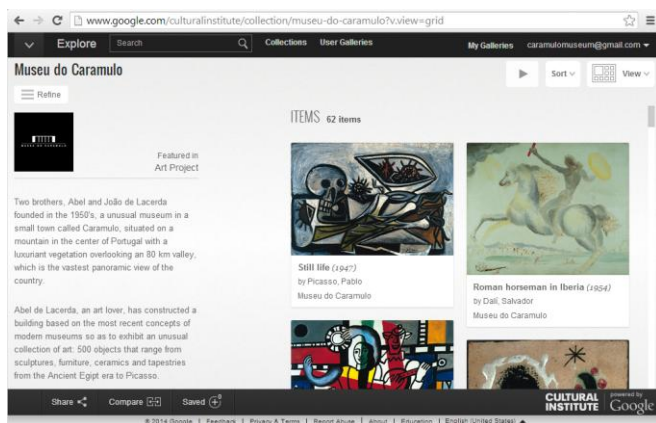 www.google.com/culturalinstitute/collection/museu-do-caramulo?v.view=grid
Explore Search Collections User Galleries My Galleries caramulomuseum@gmail.com
Museu do Caramulo
Sort View
Refine
MUSEU DO CARAMULO
Featured in
Art Project
Two brothers, Abel and João de Lacerda
founded in the 1950's, a unusual museum in a
small town called Caramulo, situated on a
mountain in the center of Portugal with a
luxuriant vegetation overlooking an 80 km valley,
which is the vastest panoramic view of the
country.
Abel de Lacerda, an art lover, has constructed a
building based on the most recent concepts of
modern museums so as to exhibit an unusual
collection of art: 500 objects that range from
sculptures, furniture, ceramics and tapestries
from the Ancient Egipt era to Picasso.
ITEMS 62 items
Still life (1947)
by Picasso, Pablo
Museu do Caramulo
Roman horseman in Iberia (1954)
by Dalí, Salvador
Museu do Caramulo
Share Compare Saved
CULTURAL
INSTITUTE
powered by
Google
© 2014 Google | Feedback | Privacy & Terms | Report Abuse | About | Education | English (United States)